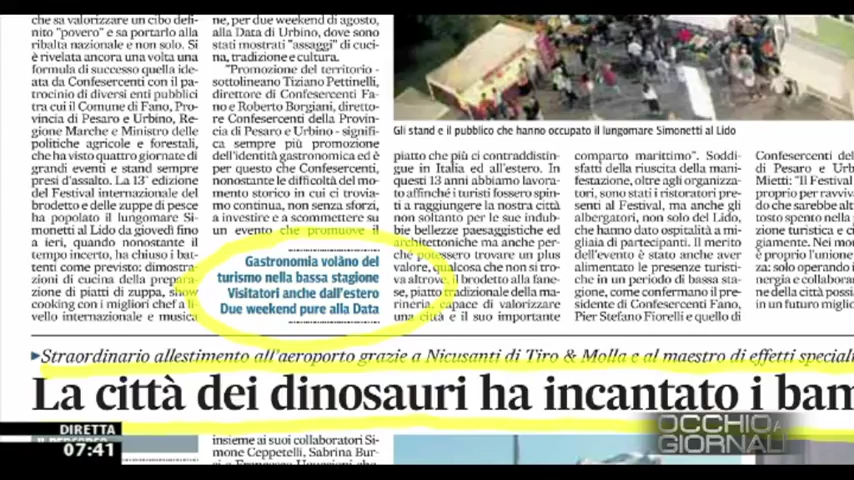 che sa valorizzare un cibo defi-
nito "povero" e sa portarlo alla
ribalta nazionale e non solo. Si
è rivelata ancora una volta una
formula di successo quella idea-
ta da Confesercenti con il pa-
trocinio di diversi enti pubblici
tra cui il Comune di Fano, Pro-
vincia di Pesaro e Urbino, Re-
gione Marche e Ministro delle
politiche agricole e forestali,
che ha visto quattro giornate di
grandi eventi e stand sempre
presi d'assalto. La 13ª edizione
del Festival internazionale del
brodetto e delle zuppe di pesce
ha popolato il lungomare Si-
monetti al Lido da giovedì fino
a ieri, quando nonostante il
tempo incerto, ha chiuso i bat-
tenti come previsto: dimostra-
zioni di cucina della prepara-
zione di piatti di zuppa, show
cooking con i migliori chef a li-
vello internazionale e musica
ne, per due weekend di agosto,
alla Data di Urbino, dove sono
stati mostrati "assaggi" di cuci-
na, tradizione e cultura.
"Promozione del territorio -
sottolineano Tiziano Pettinelli,
direttore di Confesercenti Fa-
no e Roberto Borgiani, diretto-
re Confesercenti della Provin-
cia di Pesaro e Urbino - signifi-
ca sempre più promozione
dell'identità gastronomica ed è
per questo che Confesercenti,
nonostante le difficoltà del mo-
mento storico in cui ci trovia-
mo continua, non senza sforzi,
a investire e a scommettere su
un evento che promuove il
Gastronomia volàno del
turismo nella bassa stagione
Visitatori anche dall'estero
Due weekend pure alla Data
Gli stand e il pubblico che hanno occupato il lungomare Simonetti al Lido
piatto che più ci contraddistin-
gue in Italia ed all'estero. In
questi 13 anni abbiamo lavora-
to affinché i turisti fossero spin-
ti a raggiungere la nostra città
non soltanto per le sue indub-
bie bellezze paesaggistiche ed
architettoniche ma anche per-
ché potessero trovare un plus
valore, qualcosa che non si tro-
va altrove, il brodetto alla fane-
se, piatto tradizionale della ma-
rineria, capace di valorizzare
una città e il suo importante
comparto marittimo". Soddi-
sfatti della riuscita della mani-
festazione, oltre agli organizza-
tori, sono stati i ristoratori pre-
senti al Festival, ma anche gli
albergatori, non solo del Lido,
che hanno dato ospitalità a mi-
gliaia di partecipanti. Il merito
dell'evento è stato anche aver
alimentato le presenze turisti-
che in un periodo di bassa sta-
gione, come confermano il pre-
sidente di Confesercenti Fano,
Pier Stefano Fiorelli e quello di
Confesercenti del
di Pesaro e Urb
Mietti: "Il Festival
proprio per ravviv
do che sarebbe alt
tosto spento nella
zione turistica e ci
giamente. Nei mo
è proprio l'unione
za: solo operando i
nergia e collabora
ne della città possi
in un futuro miglio
Straordinario allestimento all'aeroporto grazie a Nicusanti di Tiro & Molla e al maestro di effetti speciali
La città dei dinosauri ha incantato i bam
DIRETTA
07:41
OCCHIO AI
GIORNALI
insieme ai suoi collaboratori Si-
mone Ceppetelli, Sabrina Bur-